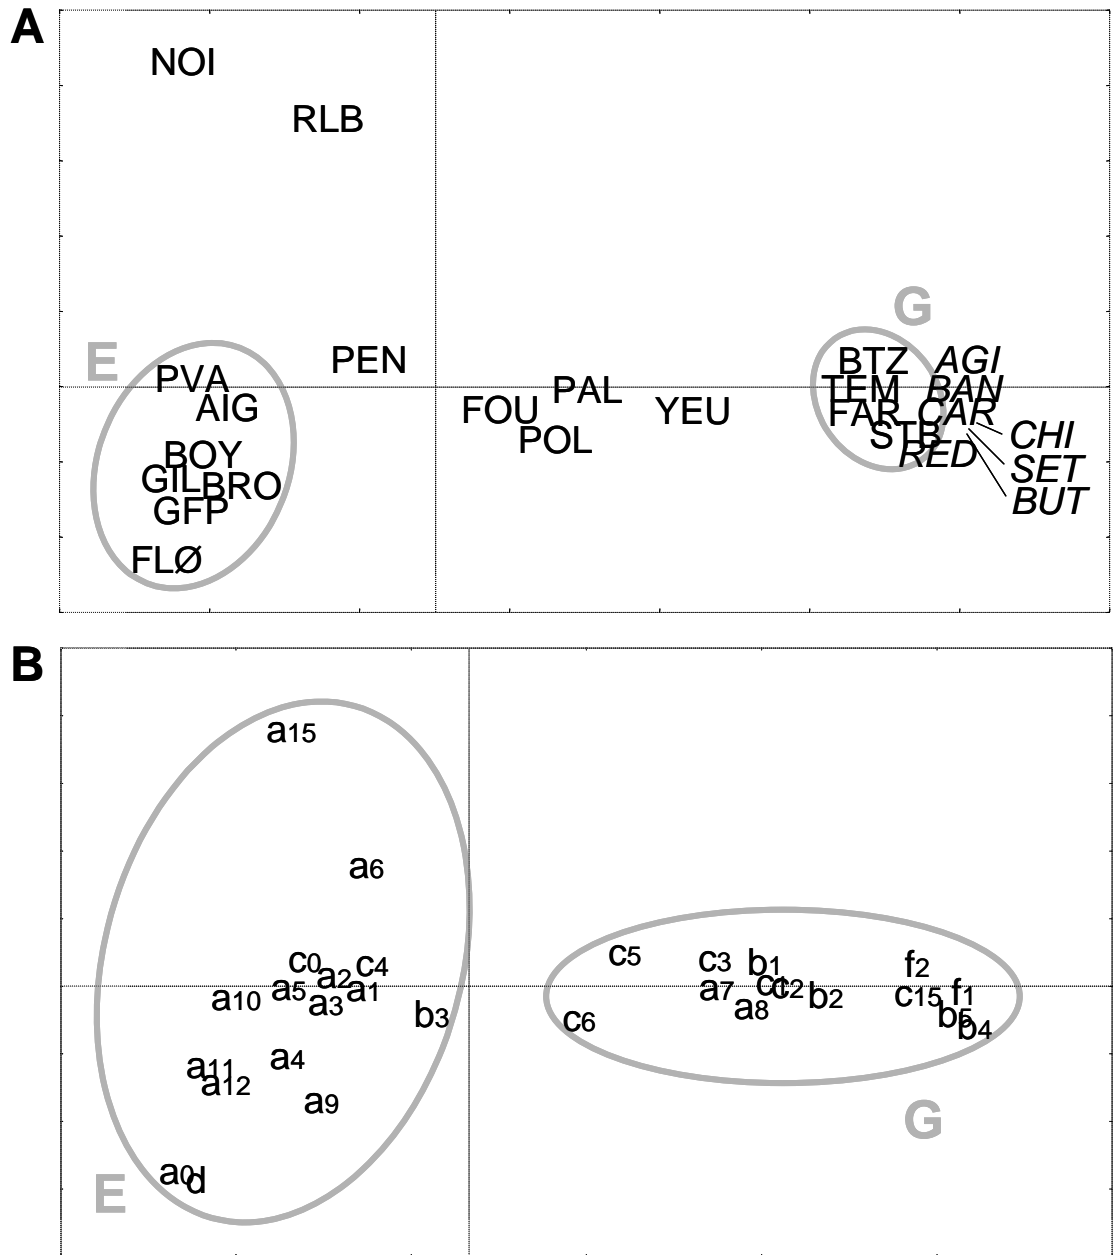 A
NOI
RLB
G
E
PEN
BTZ AGI
PVA
TEM BAN
PAL
AIG
FOU
YEU
FAR CAR
POL
STB
CHI
BOY
RED
SET
GIL
BRO
BUT
GFP
FLØ
B
a15
a6
c5
c3
b1
f2
c0
c4
a2
a5
a1
a7
c1
c2
c15
f1
a10
a3
b2
a8
b3
c6
b5
b4
a4
a11
a12
a9
G
a0
d
E